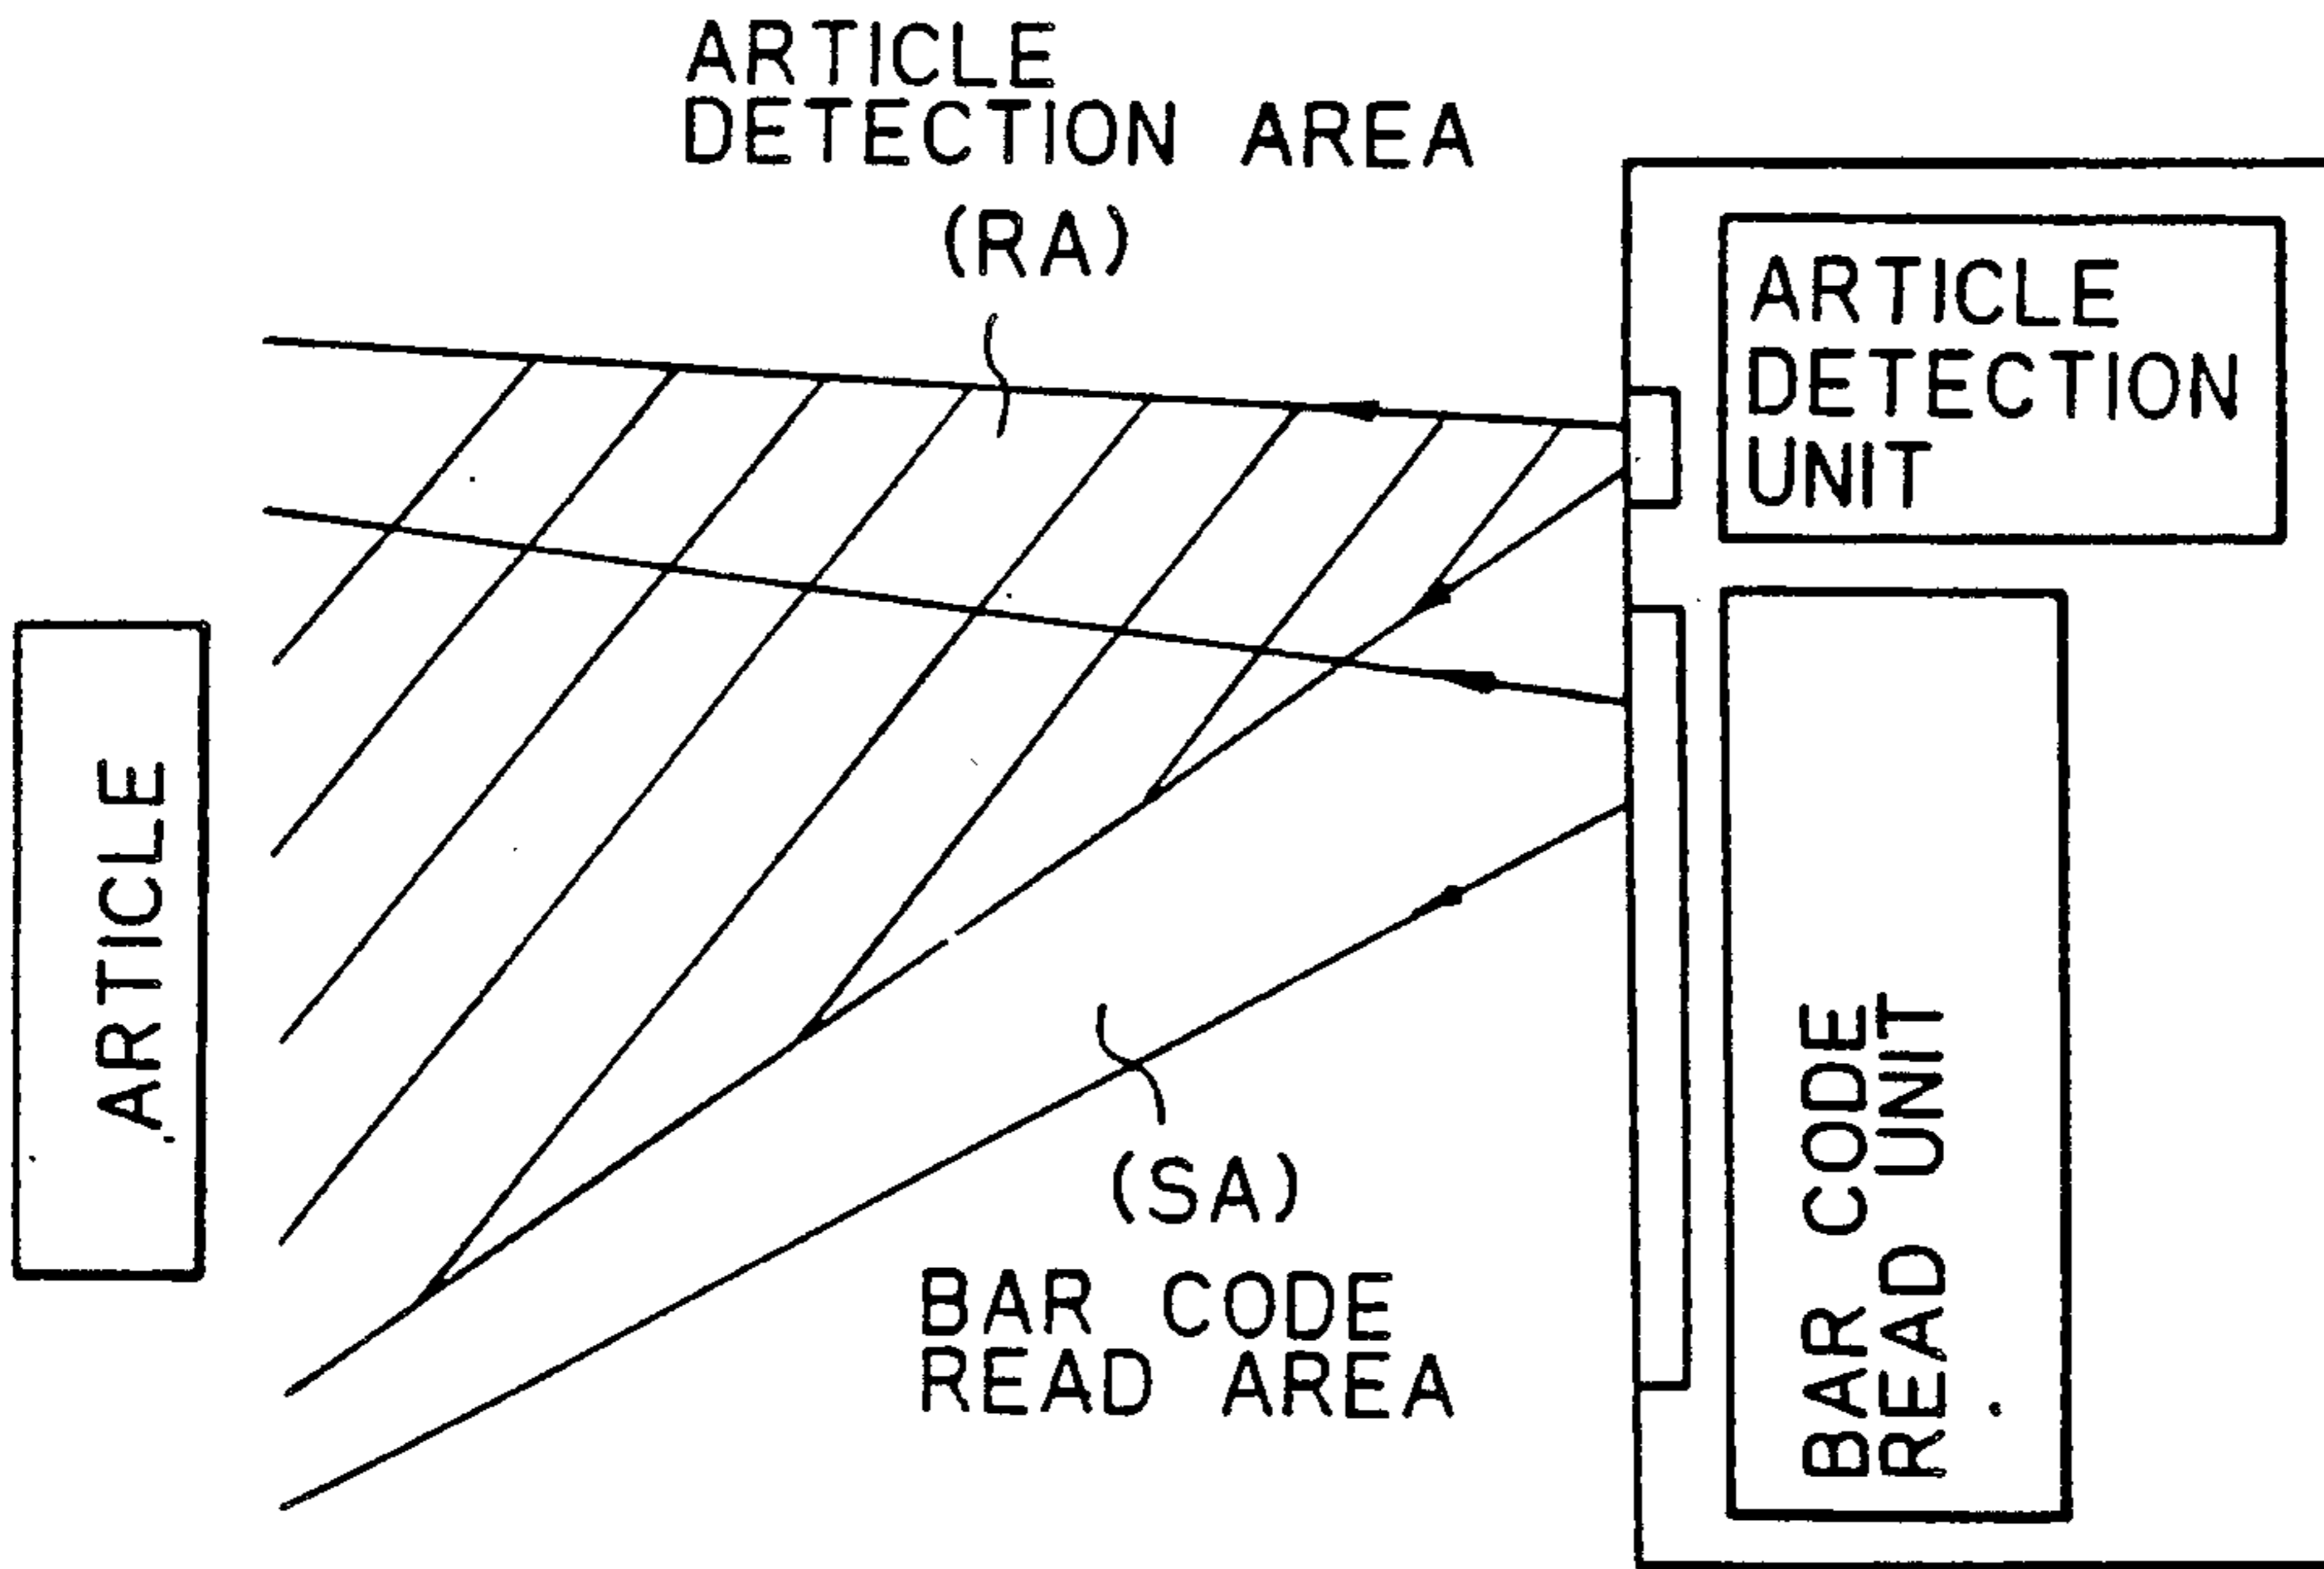 ARTICLE
DETECTION AREA
(RA)
ARTICLE
DETECTION
UNIT
ARTICLE
BAR CODE
READ UNIT
(SA)
BAR CODE
READ AREA